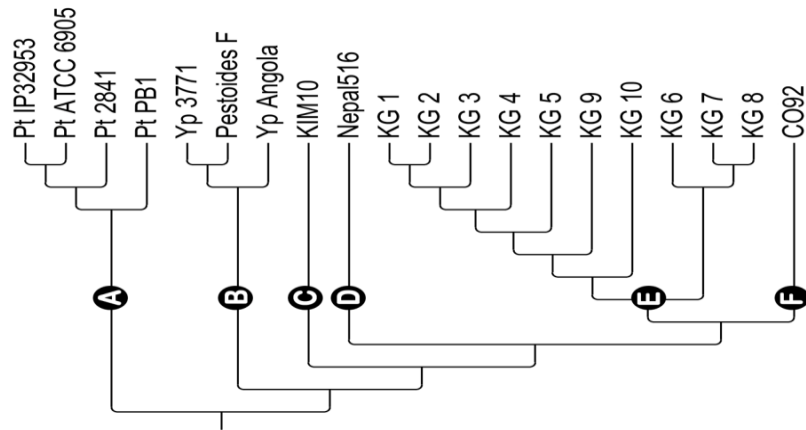 Pt IP32953
Pt ATCC 6905
Pt 2841
Pt PB1
Yp 3771
Pestoides F
Yp Angola
KIM10
Nepal516
KG 1
KG 2
KG 3
KG 4
KG 5
KG 9
KG 10
KG 6
KG 7
KG 8
CO92
A
B
C
D
E
F